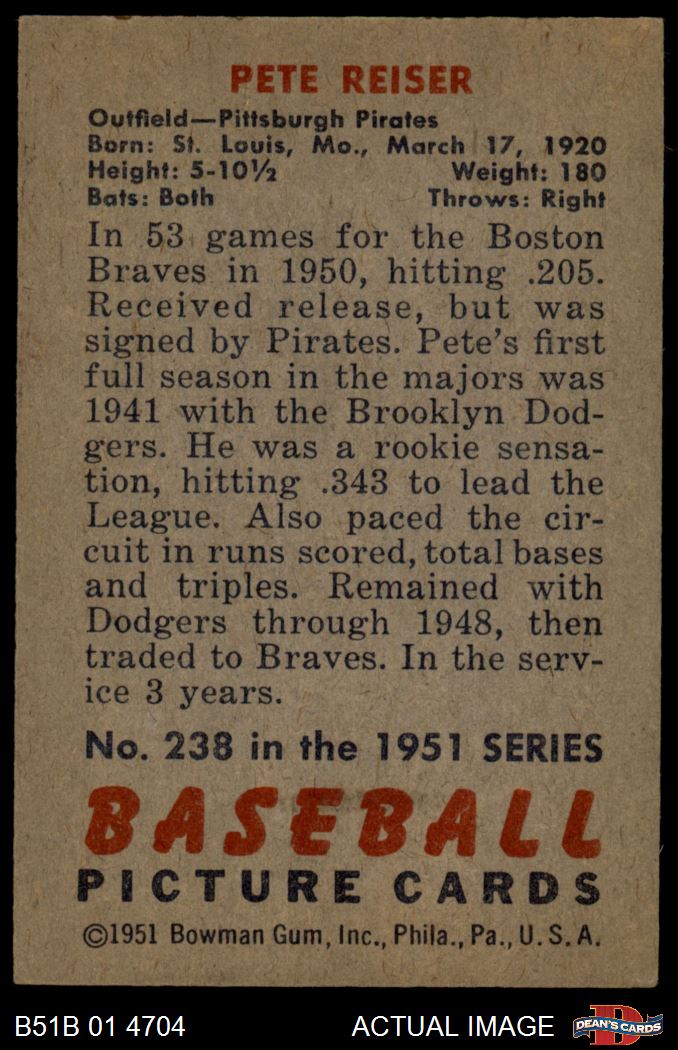 PETE REISER
Outfield—Pittsburgh Pirates
Born: St. Louis, Mo., March 17, 1920
Height: 5-10½ Weight: 180
Bats: Both Throws: Right
In 53 games for the Boston
Braves in 1950, hitting .205.
Received release, but was
signed by Pirates. Pete's first
full season in the majors was
1941 with the Brooklyn Dod-
gers. He was a rookie sensa-
tion, hitting .343 to lead the
League. Also paced the cir-
cuit in runs scored, total bases
and triples. Remained with
Dodgers through 1948, then
traded to Braves. In the serv-
ice 3 years.
No. 238 in the 1951 SERIES
BASEBALL
PICTURE CARDS
©1951 Bowman Gum, Inc., Phila., Pa., U. S. A.
B51B 01 4704 ACTUAL IMAGE D DEAN'S CARDS